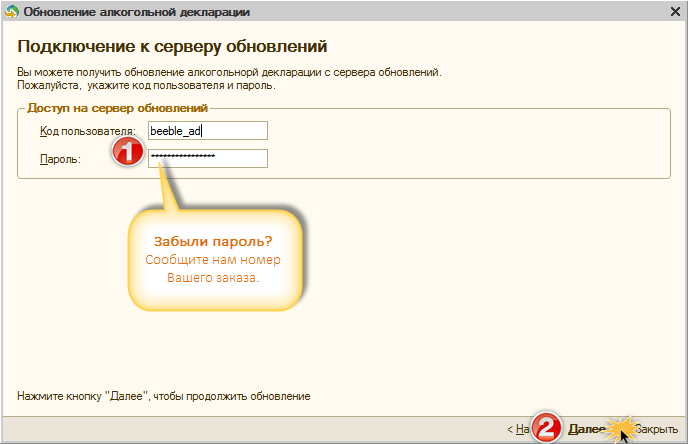 Обновление алкогольной декларации
Подключение к серверу обновлений
Вы можете получить обновление алкогольнорй декларации с сервера обновлений.
Пожалуйста, укажите код пользователя и пароль.
Доступ на сервер обновлений
Код пользователя: beeble_ad
1
Пароль: ****************
Забыли пароль?
Сообщите нам номер
Вашего заказа.
Нажмите кнопку "Далее", чтобы продолжить обновление
< На 2 Далее Закрыть